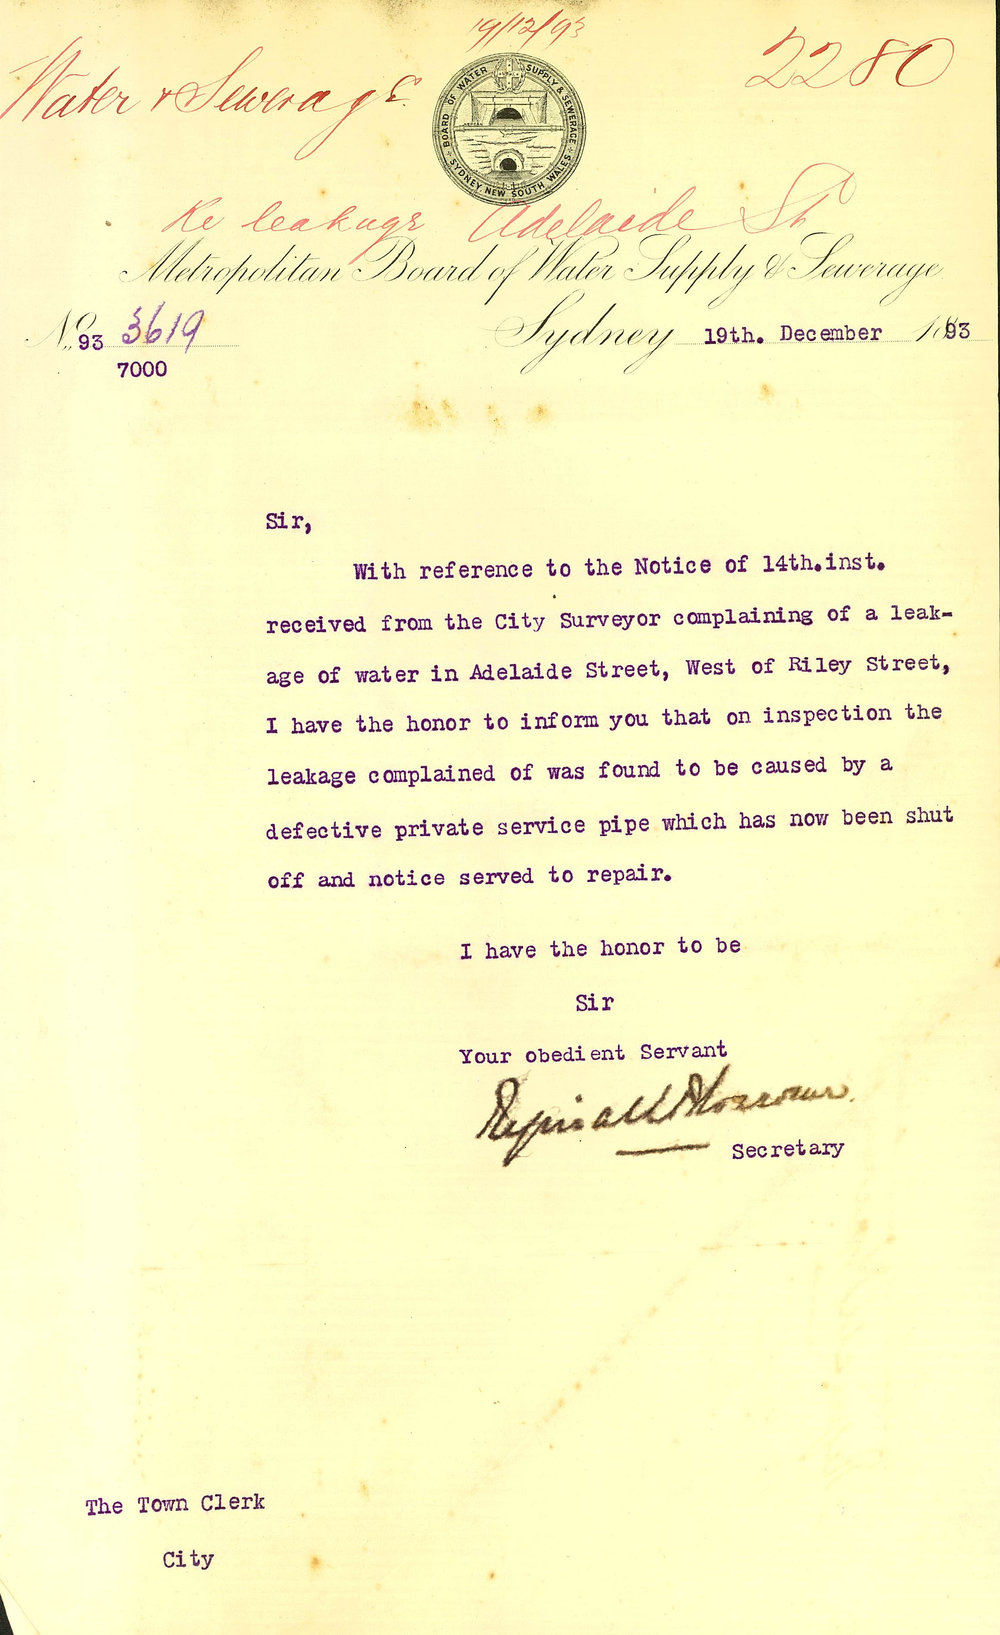 19/12/93
Water & Sewerage
2280
BOARD OF WATER SUPPLY & SEWERAGE
SYDNEY NEW SOUTH WALES
Re leakage Adelaide St
Metropolitan Board of Water Supply & Sewerage
No. 93 3619
7000
Sydney 19th. December 1893
Sir,
With reference to the Notice of 14th.inst.
received from the City Surveyor complaining of a leak-
age of water in Adelaide Street, West of Riley Street,
I have the honor to inform you that on inspection the
leakage complained of was found to be caused by a
defective private service pipe which has now been shut
off and notice served to repair.
I have the honor to be
Sir
Your obedient Servant
Secretary
The Town Clerk
City